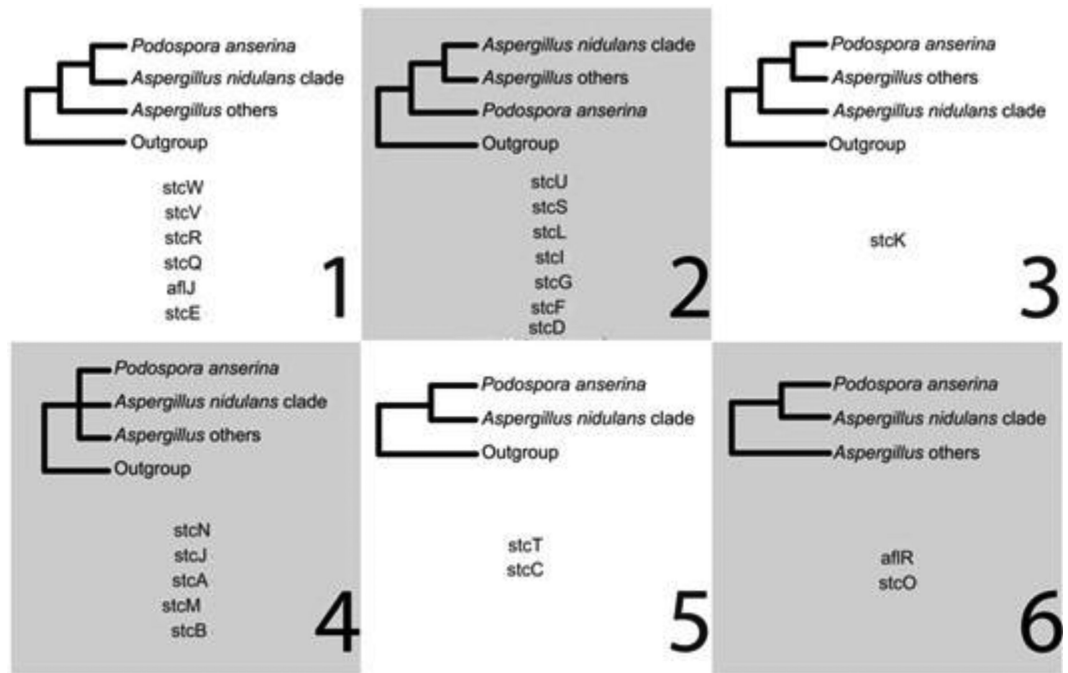 Podospora anserina
Aspergillus nidulans clade
Aspergillus others
Outgroup
stcW
stcV
stcR
stcQ
aflJ
stcE
1
Aspergillus nidulans clade
Aspergillus others
Podospora anserina
Outgroup
stcU
stcS
stcL
stcI
stcG
stcF
stcD
2
Podospora anserina
Aspergillus others
Aspergillus nidulans clade
Outgroup
stcK
3
Podospora anserina
Aspergillus nidulans clade
Aspergillus others
Outgroup
stcN
stcJ
stcA
stcM
stcB
4
Podospora anserina
Aspergillus nidulans clade
Outgroup
stcT
stcC
5
Podospora anserina
Aspergillus nidulans clade
Aspergillus others
aflR
stcO
6